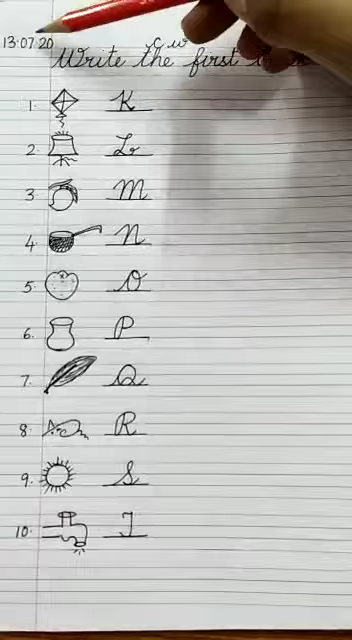 13.07.20
c.w
Write the first
1. K
2. L
3. M
4. N
5. O
6. P
7. Q
8. R
9. S
10. T